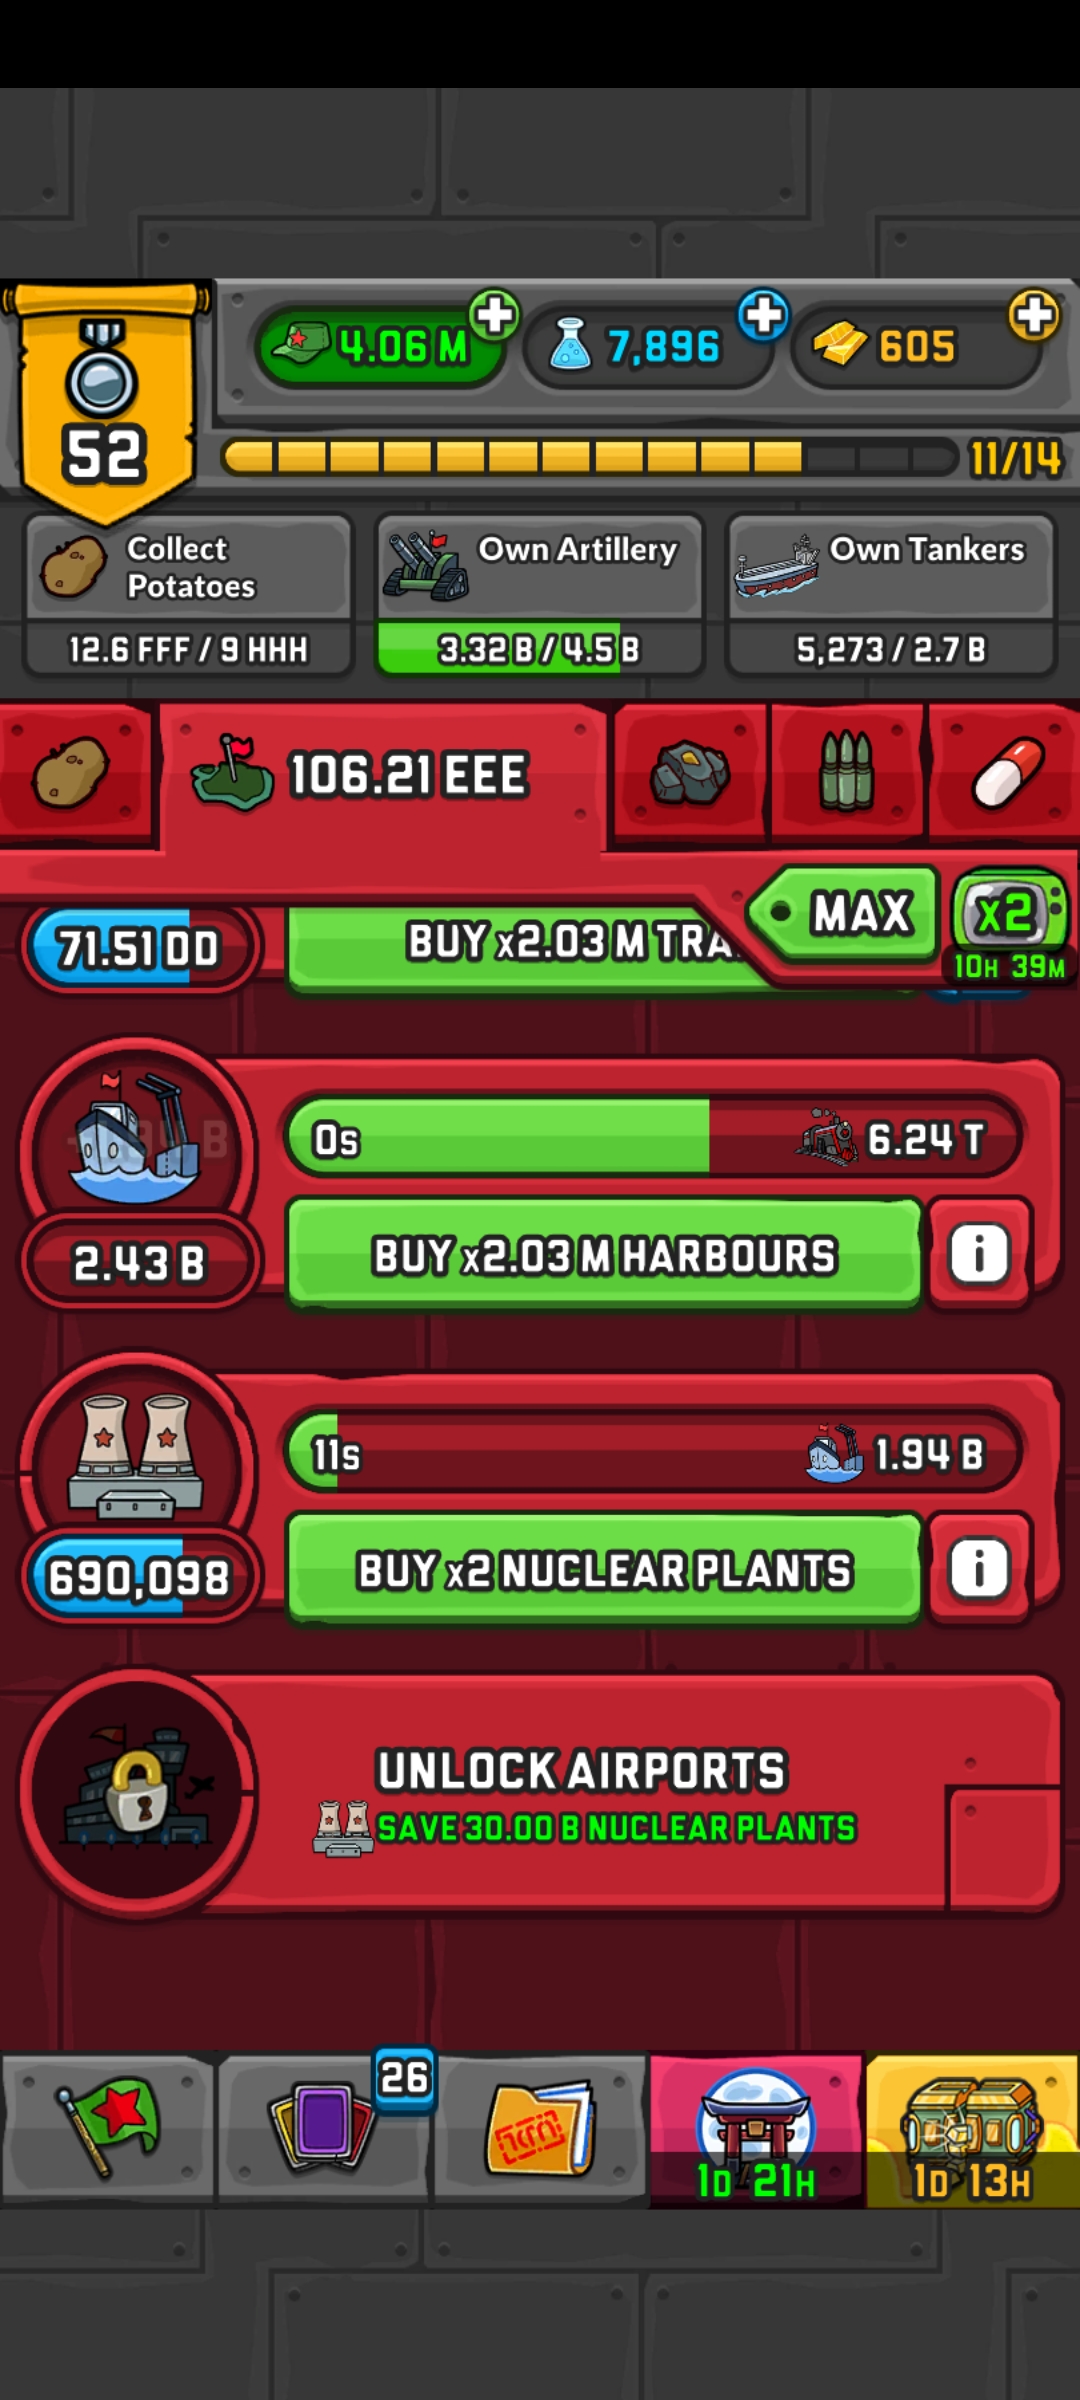 4.06 M
7,896
605
52
11/14
Collect
Potatoes
12.6 FFF / 9 HHH
Own Artillery
3.32 B / 4.5 B
Own Tankers
5,273 / 2.7 B
106.21 EEE
MAX
x2
10H 39M
71.51 DD
BUY x2.03 M TRA
0s
6.24 T
2.43 B
BUY x2.03 M HARBOURS
i
11s
1.94 B
690,098
BUY x2 NUCLEAR PLANTS
i
UNLOCK AIRPORTS
SAVE 30.00 B NUCLEAR PLANTS
26
1D 21H
1D 13H